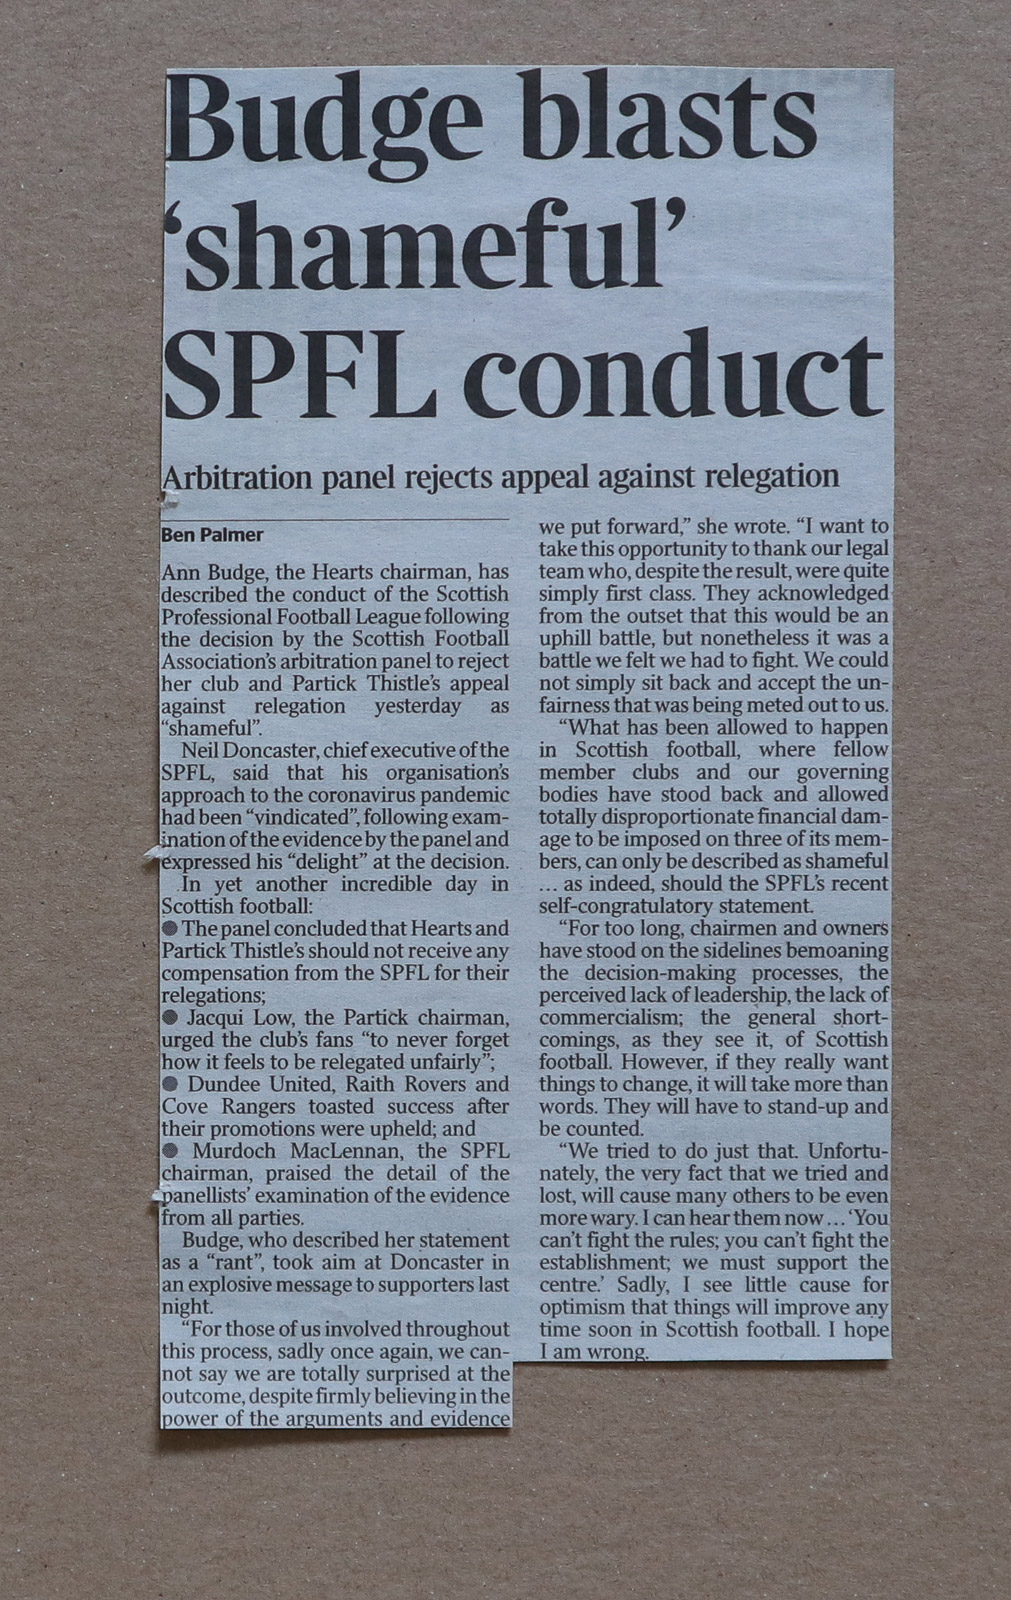 Budge blasts
‘shameful’
SPFL conduct
Arbitration panel rejects appeal against relegation
Ben Palmer
Ann Budge, the Hearts chairman, has
described the conduct of the Scottish
Professional Football League following
the decision by the Scottish Football
Association’s arbitration panel to reject
her club and Partick Thistle’s appeal
against relegation yesterday as
“shameful”.
Neil Doncaster, chief executive of the
SPFL, said that his organisation’s
approach to the coronavirus pandemic
had been “vindicated”, following exam-
ination of the evidence by the panel and
expressed his “delight” at the decision.
In yet another incredible day in
Scottish football:
● The panel concluded that Hearts and
Partick Thistle’s should not receive any
compensation from the SPFL for their
relegations;
● Jacqui Low, the Partick chairman,
urged the club’s fans “to never forget
how it feels to be relegated unfairly”;
● Dundee United, Raith Rovers and
Cove Rangers toasted success after
their promotions were upheld; and
● Murdoch MacLennan, the SPFL
chairman, praised the detail of the
panellists’ examination of the evidence
from all parties.
Budge, who described her statement
as a “rant”, took aim at Doncaster in
an explosive message to supporters last
night.
“For those of us involved throughout
this process, sadly once again, we can-
not say we are totally surprised at the
outcome, despite firmly believing in the
power of the arguments and evidence
we put forward,” she wrote. “I want to
take this opportunity to thank our legal
team who, despite the result, were quite
simply first class. They acknowledged
from the outset that this would be an
uphill battle, but nonetheless it was a
battle we felt we had to fight. We could
not simply sit back and accept the un-
fairness that was being meted out to us.
“What has been allowed to happen
in Scottish football, where fellow
member clubs and our governing
bodies have stood back and allowed
totally disproportionate financial dam-
age to be imposed on three of its mem-
bers, can only be described as shameful
… as indeed, should the SPFL’s recent
self-congratulatory statement.
“For too long, chairmen and owners
have stood on the sidelines bemoaning
the decision-making processes, the
perceived lack of leadership, the lack of
commercialism; the general short-
comings, as they see it, of Scottish
football. However, if they really want
things to change, it will take more than
words. They will have to stand-up and
be counted.
“We tried to do just that. Unfortu-
nately, the very fact that we tried and
lost, will cause many others to be even
more wary. I can hear them now … ‘You
can’t fight the rules; you can’t fight the
establishment; we must support the
centre.’ Sadly, I see little cause for
optimism that things will improve any
time soon in Scottish football. I hope
I am wrong.